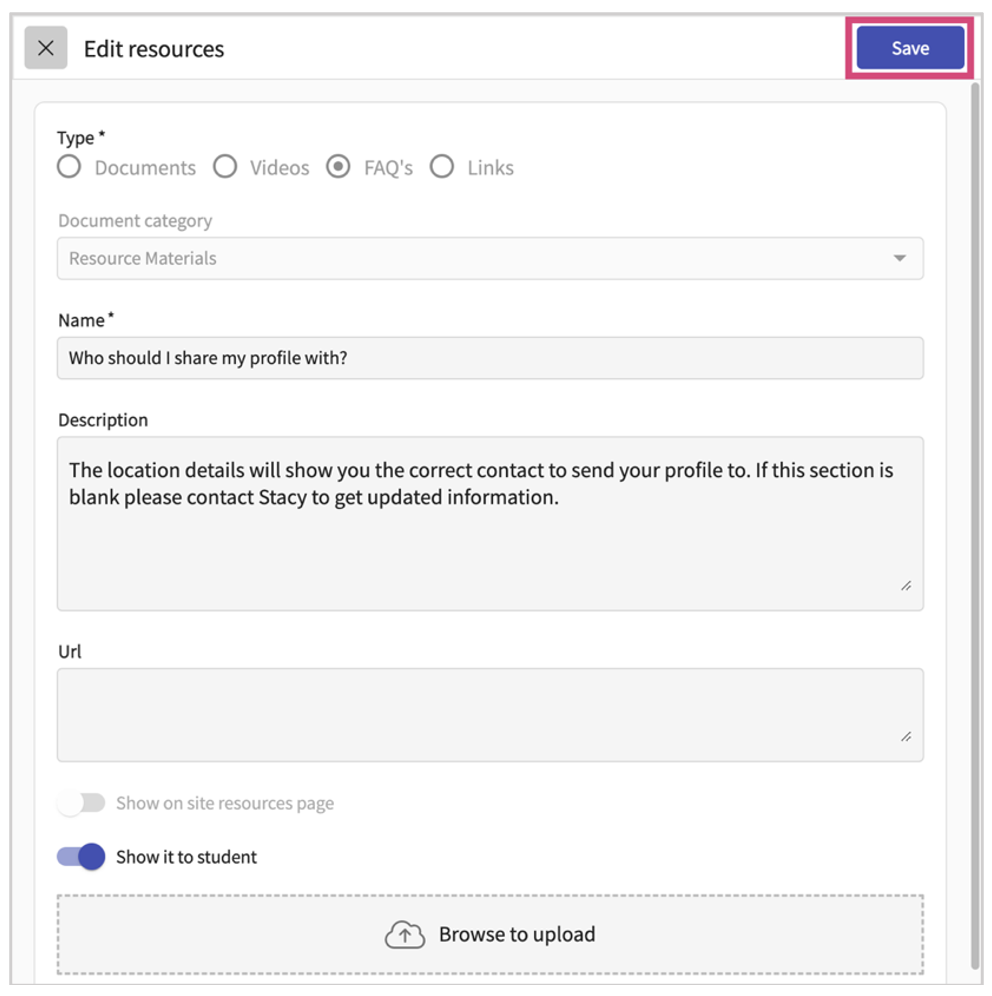 Edit resources
Save
Type *
Documents Videos FAQ's Links
Document category
Resource Materials
Name*
Who should I share my profile with?
Description
The location details will show you the correct contact to send your profile to. If this section is
blank please contact Stacy to get updated information.
Url
Show on site resources page
Show it to student
Browse to upload